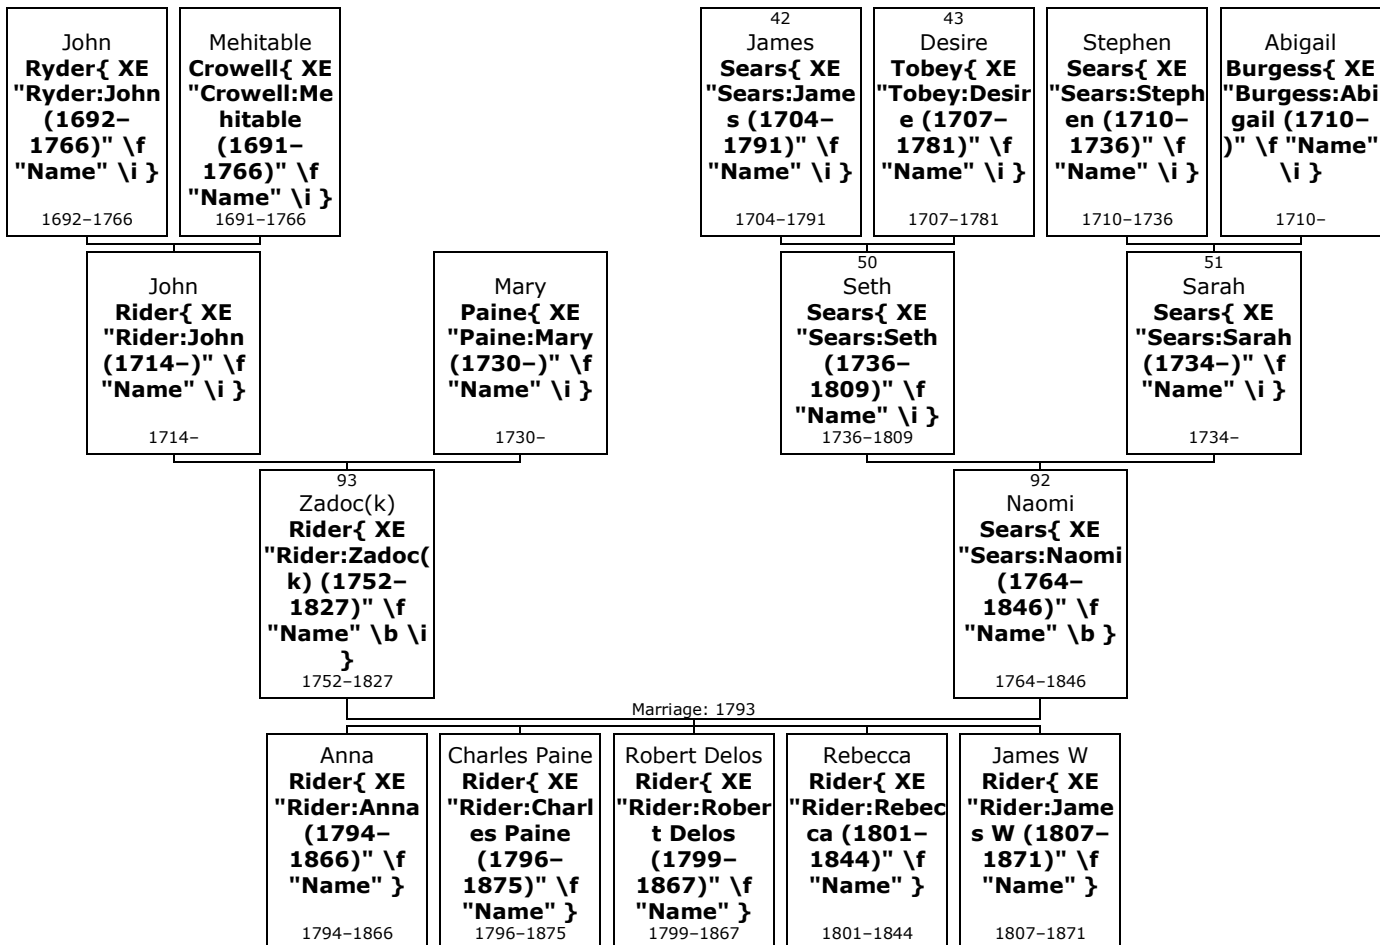 John
Ryder{ XE
"Ryder:John
(1692–
1766)" \f
"Name" \i }
1692–1766
Mehitable
Crowell{ XE
"Crowell:Me
hitable
(1691–
1766)" \f
"Name" \i }
1691–1766
42
James
Sears{ XE
"Sears:Jame
s (1704–
1791)" \f
"Name" \i }
1704–1791
43
Desire
Tobey{ XE
"Tobey:Desir
e (1707–
1781)" \f
"Name" \i }
1707–1781
Stephen
Sears{ XE
"Sears:Steph
en (1710–
1736)" \f
"Name" \i }
1710–1736
Abigail
Burgess{ XE
"Burgess:Abi
gail (1710–
)" \f "Name"
\i }
1710–
John
Rider{ XE
"Rider:John
(1714–)" \f
"Name" \i }
1714–
Mary
Paine{ XE
"Paine:Mary
(1730–)" \f
"Name" \i }
1730–
50
Seth
Sears{ XE
"Sears:Seth
(1736–
1809)" \f
"Name" \i }
1736–1809
51
Sarah
Sears{ XE
"Sears:Sarah
(1734–)" \f
"Name" \i }
1734–
93
Zadoc(k)
Rider{ XE
"Rider:Zadoc(
k) (1752–
1827)" \f
"Name" \b \i
}
1752–1827
92
Naomi
Sears{ XE
"Sears:Naomi
(1764–
1846)" \f
"Name" \b }
1764–1846
Marriage: 1793
Anna
Rider{ XE
"Rider:Anna
(1794–
1866)" \f
"Name" }
1794–1866
Charles Paine
Rider{ XE
"Rider:Charl
es Paine
(1796–
1875)" \f
"Name" }
1796–1875
Robert Delos
Rider{ XE
"Rider:Rober
t Delos
(1799–
1867)" \f
"Name" }
1799–1867
Rebecca
Rider{ XE
"Rider:Rebec
ca (1801–
1844)" \f
"Name" }
1801–1844
James W
Rider{ XE
"Rider:Jame
s W (1807–
1871)" \f
"Name" }
1807–1871